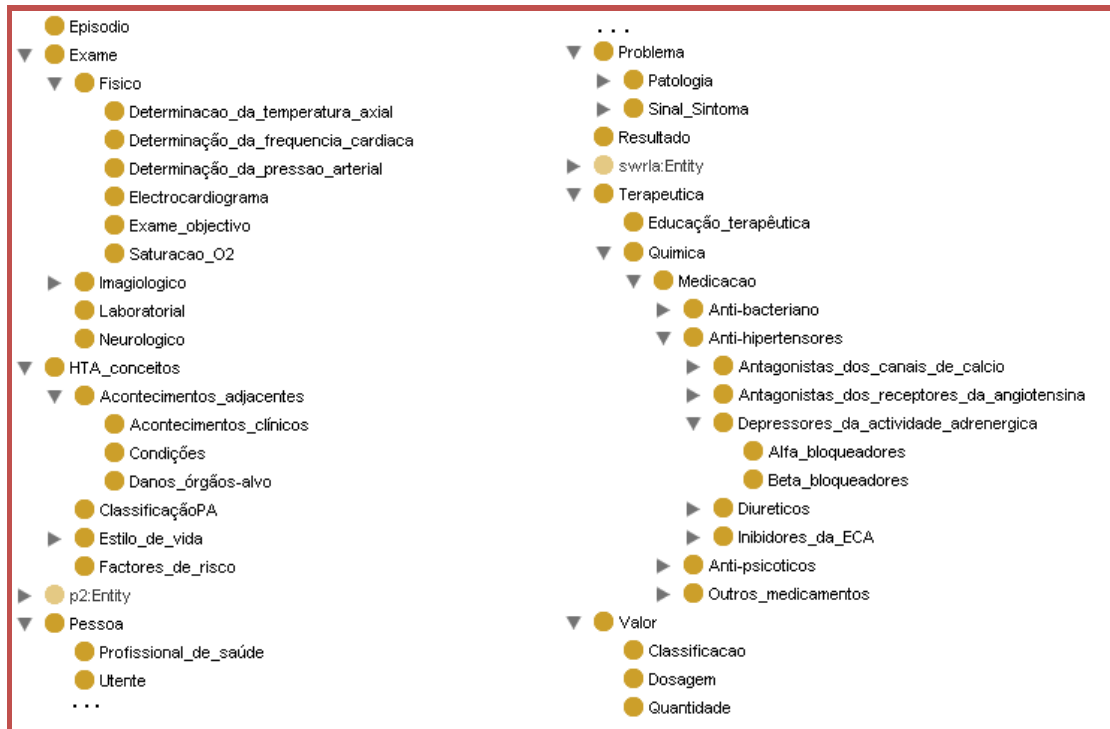 Episodio
Exame
Fisico
Determinacao_da_temperatura_axial
Determinação_da_frequencia_cardiaca
Determinação_da_pressao_arterial
Electrocardiograma
Exame_objectivo
Saturacao_O2
Imagiologico
Laboratorial
Neurologico
HTA_conceitos
Acontecimentos_adjacentes
Acontecimentos_clínicos
Condições
Danos_órgãos-alvo
ClassificaçãoPA
Estilo_de_vida
Factores_de_risco
p2:Entity
Pessoa
Profissional_de_saúde
Utente
...
...
Problema
Patologia
Sinal_Sintoma
Resultado
swrla:Entity
Terapeutica
Educação_terapêutica
Quimica
Medicacao
Anti-bacteriano
Anti-hipertensores
Antagonistas_dos_canais_de_calcio
Antagonistas_dos_receptores_da_angiotensina
Depressores_da_actividade_adrenergica
Alfa_bloqueadores
Beta_bloqueadores
Diureticos
Inibidores_da_ECA
Anti-psicoticos
Outros_medicamentos
Valor
Classificacao
Dosagem
Quantidade